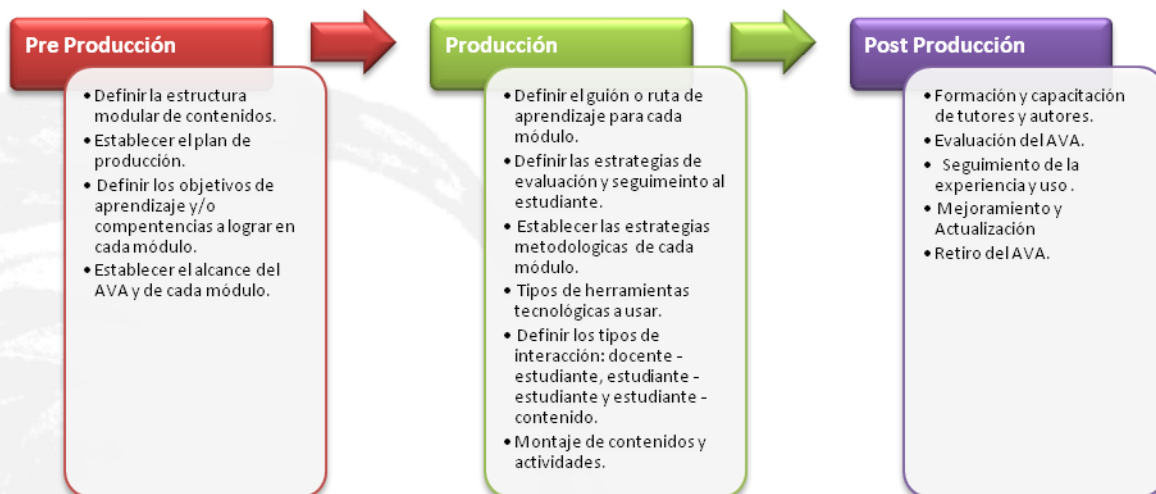 Pre Producción
• Definir la estructura
modular de contenidos.
• Establecer el plan de
producción.
• Definir los objetivos de
aprendizaje y/o
compentencias a lograr en
cada módulo.
• Establecer el alcance del
AVA y de cada módulo.
Producción
• Definir el guión o ruta de
aprendizaje para cada
módulo.
• Definir las estrategias de
evaluación y seguimeinto al
estudiante.
• Establecer las estrategias
metodologicas de cada
módulo.
• Tipos de herramientas
tecnológicas a usar.
• Definir los tipos de
interacción: docente -
estudiante, estudiante -
estudiante y estudiante -
contenido.
• Montaje de contenidos y
actividades.
Post Producción
• Formación y capacitación
de tutores y autores.
• Evaluación del AVA.
• Seguimiento de la
experiencia y uso .
• Mejoramiento y
Actualización
• Retiro del AVA.